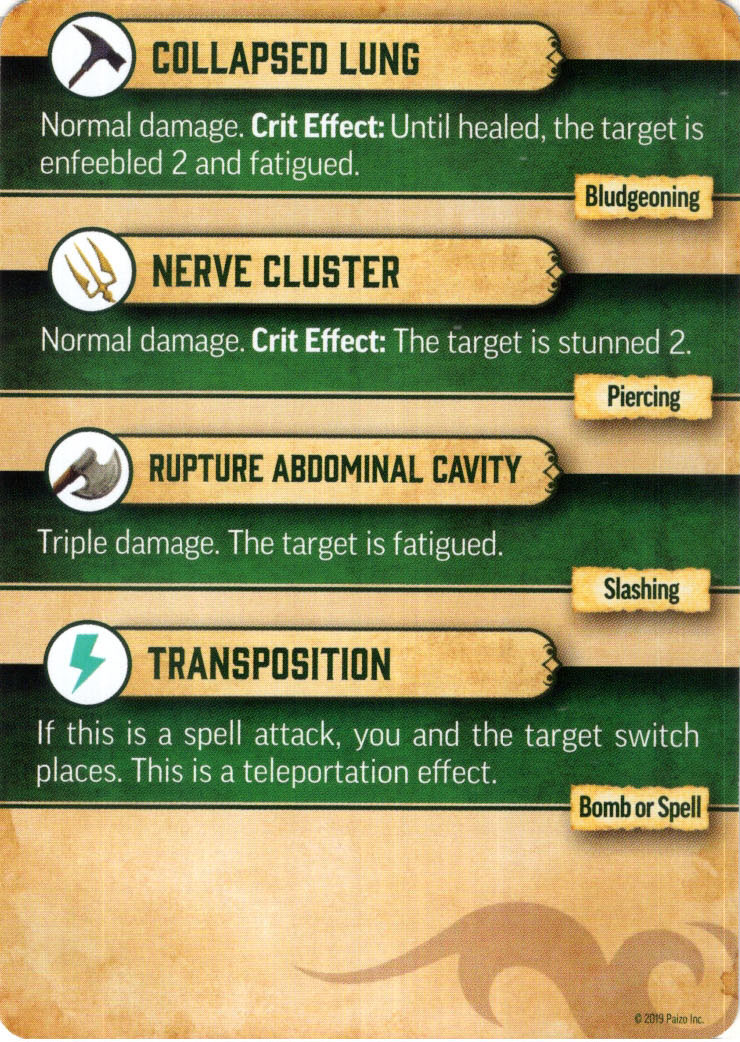 COLLAPSED LUNG
Normal damage. Crit Effect: Until healed, the target is
enfeebled 2 and fatigued.
Bludgeoning
NERVE CLUSTER
Normal damage. Crit Effect: The target is stunned 2.
Piercing
RUPTURE ABDOMINAL CAVITY
Triple damage. The target is fatigued.
Slashing
TRANSPOSITION
If this is a spell attack, you and the target switch
places. This is a teleportation effect.
Bomb or Spell
© 2019 Paizo Inc.